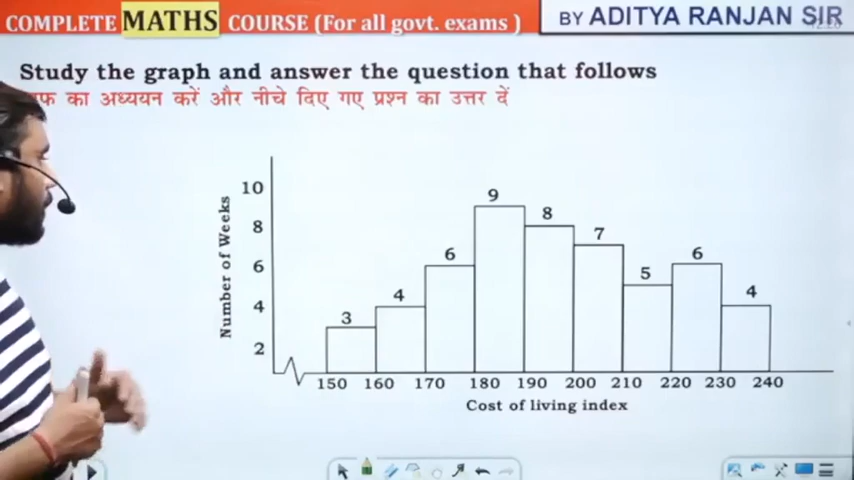 COMPLETE MATHS COURSE (For all govt. exams )
BY ADITYA RANJAN SIR
Study the graph and answer the question that follows
का अध्ययन करें और नीचे दिए गए प्रश्न का उत्तर दें
Number of Weeks
10
8
6
4
2
3
4
6
9
8
7
5
6
4
150 160 170 180 190 200 210 220 230 240
Cost of living index